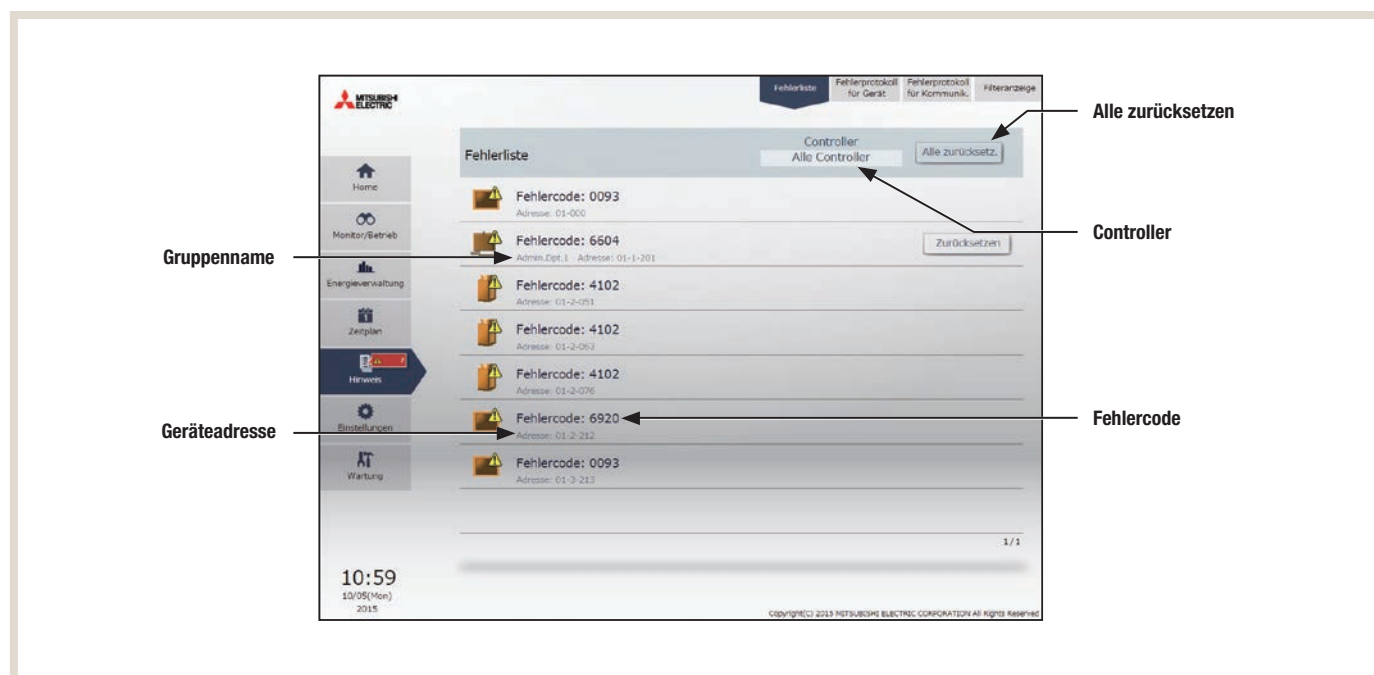 MITSUBISHI
ELECTRIC
Fehlerliste
Fehlerprotokoll
für Gerät
Fehlerprotokoll
für Kommunik.
Filteranzeige
Alle zurücksetzen
Fehlerliste
Controller
Alle Controller
Alle zurücksetz.
Home
Fehlercode: 0093
Adresse: 01-000
Monitor/Betrieb
Fehlercode: 6604
Zurücksetzen
Controller
Gruppenname
Admin.Dpt.1 Adresse: 01-1-201
Energieverwaltung
Fehlercode: 4102
Adresse: 01-2-051
Zeitplan
Fehlercode: 4102
Adresse: 01-2-063
Hinweis
Fehlercode: 4102
Adresse: 01-2-076
Einstellungen
Fehlercode: 6920
Fehlercode
Geräteadresse
Adresse: 01-2-212
Wartung
Fehlercode: 0093
Adresse: 01-3-213
1/1
10:59
10/05(Mon)
2015
Copyright(C) 2015 MITSUBISHI ELECTRIC CORPORATION All Rights Reserved